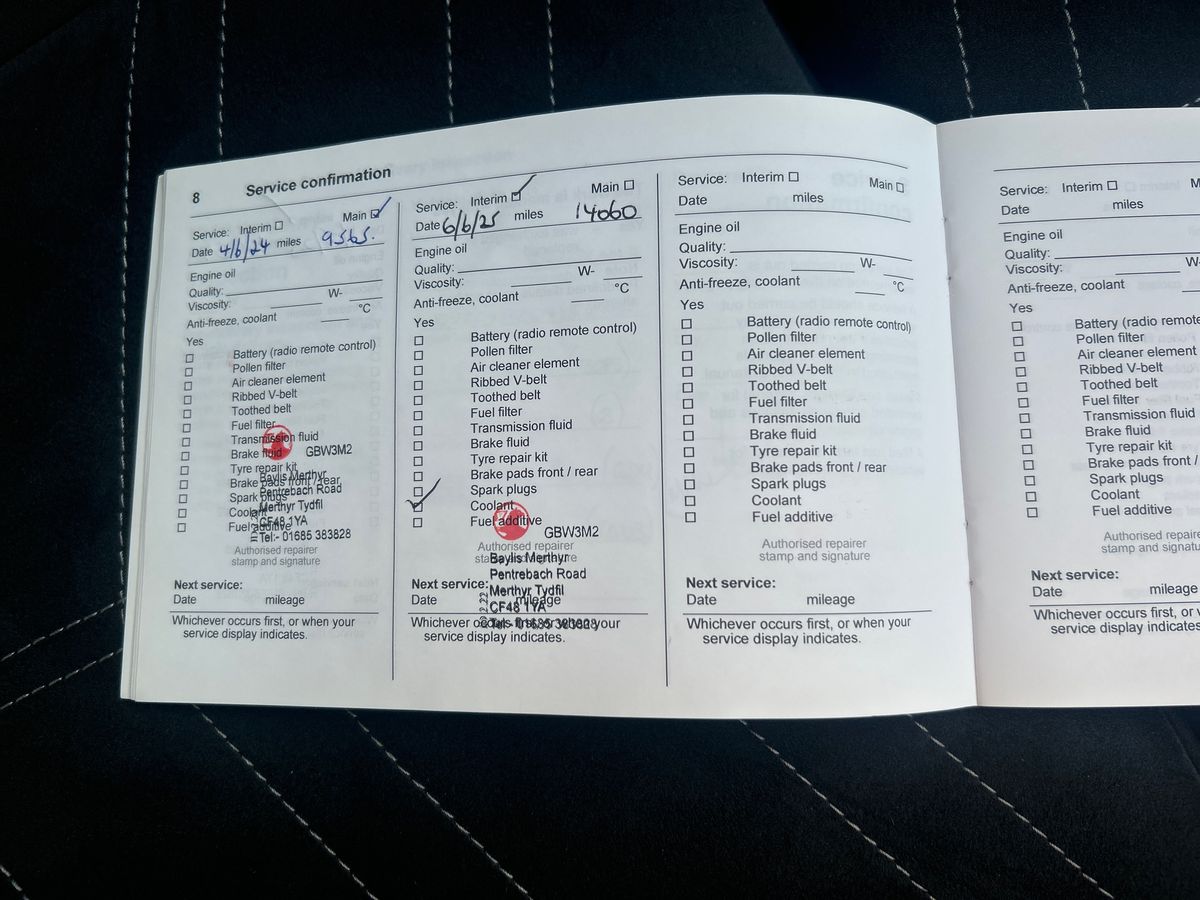 8 Service confirmation
Service: Interim ☐ Main ☑
Date 4/6/24 miles 9565.
Engine oil
Quality:
Viscosity: W-
Anti-freeze, coolant °C
Yes
☐ Battery (radio remote control)
☐ Pollen filter
☐ Air cleaner element
☐ Ribbed V-belt
☐ Toothed belt
☐ Fuel filter
☐ Transmission fluid
☐ Brake fluid
☐ Tyre repair kit
☐ Brake pads front / rear
☐ Spark plugs
☐ Coolant
☐ Fuel additive
GBW3M2
Baylis Merthyr
Pentrebach Road
Merthyr Tydfil
CF48 1YA
Tel:- 01685 383828
Authorised repairer
stamp and signature
Next service:
Date mileage
Whichever occurs first, or when your
service display indicates.
Service: Interim ☑ Main ☐
Date 6/6/25 miles 14060
Engine oil
Quality:
Viscosity: W-
Anti-freeze, coolant °C
Yes
☐ Battery (radio remote control)
☐ Pollen filter
☐ Air cleaner element
☐ Ribbed V-belt
☐ Toothed belt
☐ Fuel filter
☐ Transmission fluid
☐ Brake fluid
☐ Tyre repair kit
☐ Brake pads front / rear
☐ Spark plugs
☑ Coolant
☐ Fuel additive
GBW3M2
Authorised repairer
stamp and signature
Baylis Merthyr
Pentrebach Road
Merthyr Tydfil
CF48 1YA
Tel:- 01685 383828
Next service:
Date mileage
Whichever occurs first, or when your
service display indicates.
Service: Interim ☐ Main ☐
Date miles
Engine oil
Quality:
Viscosity: W-
Anti-freeze, coolant °C
Yes
☐ Battery (radio remote control)
☐ Pollen filter
☐ Air cleaner element
☐ Ribbed V-belt
☐ Toothed belt
☐ Fuel filter
☐ Transmission fluid
☐ Brake fluid
☐ Tyre repair kit
☐ Brake pads front / rear
☐ Spark plugs
☐ Coolant
☐ Fuel additive
Authorised repairer
stamp and signature
Next service:
Date mileage
Whichever occurs first, or when your
service display indicates.
Service: Interim ☐ M
Date miles
Engine oil
Quality:
Viscosity: W-
Anti-freeze, coolant
Yes
☐ Battery (radio remote
☐ Pollen filter
☐ Air cleaner element
☐ Ribbed V-belt
☐ Toothed belt
☐ Fuel filter
☐ Transmission fluid
☐ Brake fluid
☐ Tyre repair kit
☐ Brake pads front /
☐ Spark plugs
☐ Coolant
☐ Fuel additive
Authorised repaire
stamp and signatu
Next service:
Date mileage
Whichever occurs first, or
service display indicates